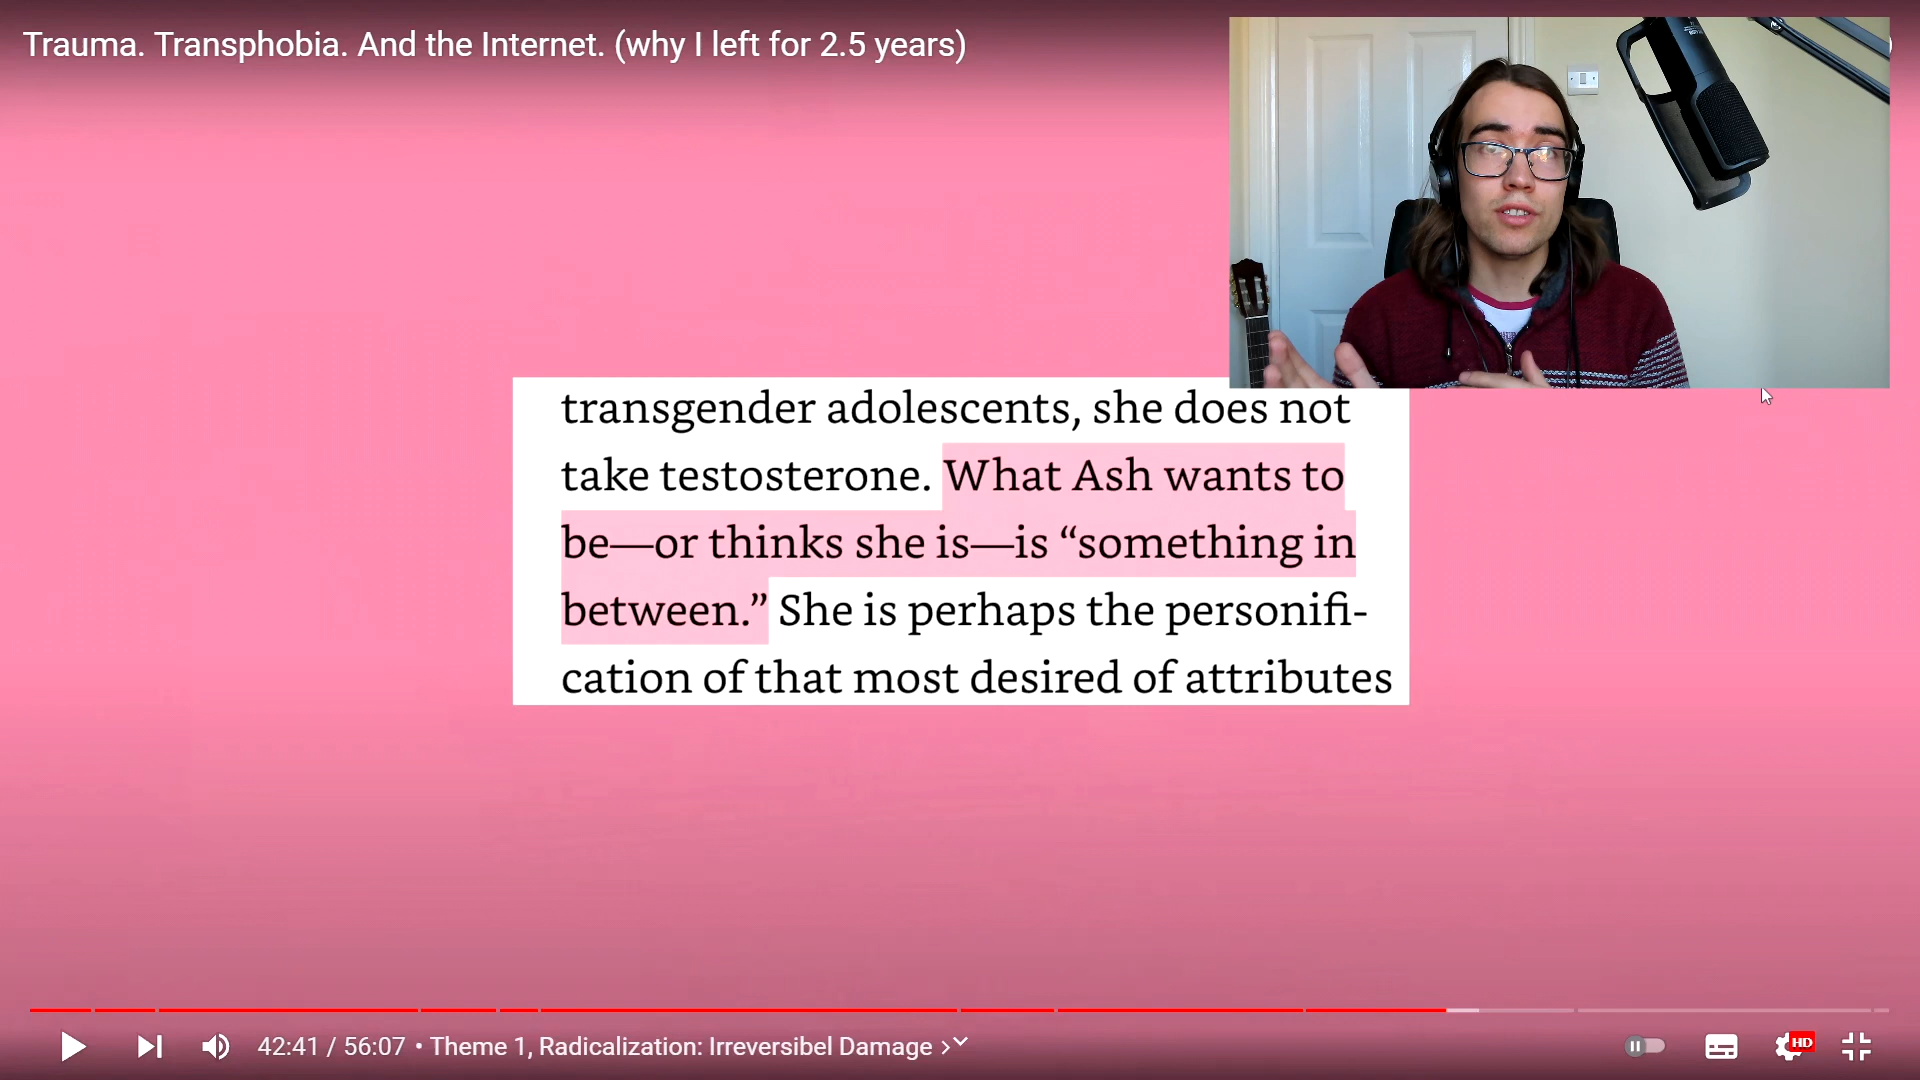 Trauma. Transphobia. And the Internet. (why I left for 2.5 years)
transgender adolescents, she does not
take testosterone. What Ash wants to
be—or thinks she is—is “something in
between.” She is perhaps the personifi-
cation of that most desired of attributes
42:41 / 56:07 • Theme 1, Radicalization: Irreversibel Damage
HD